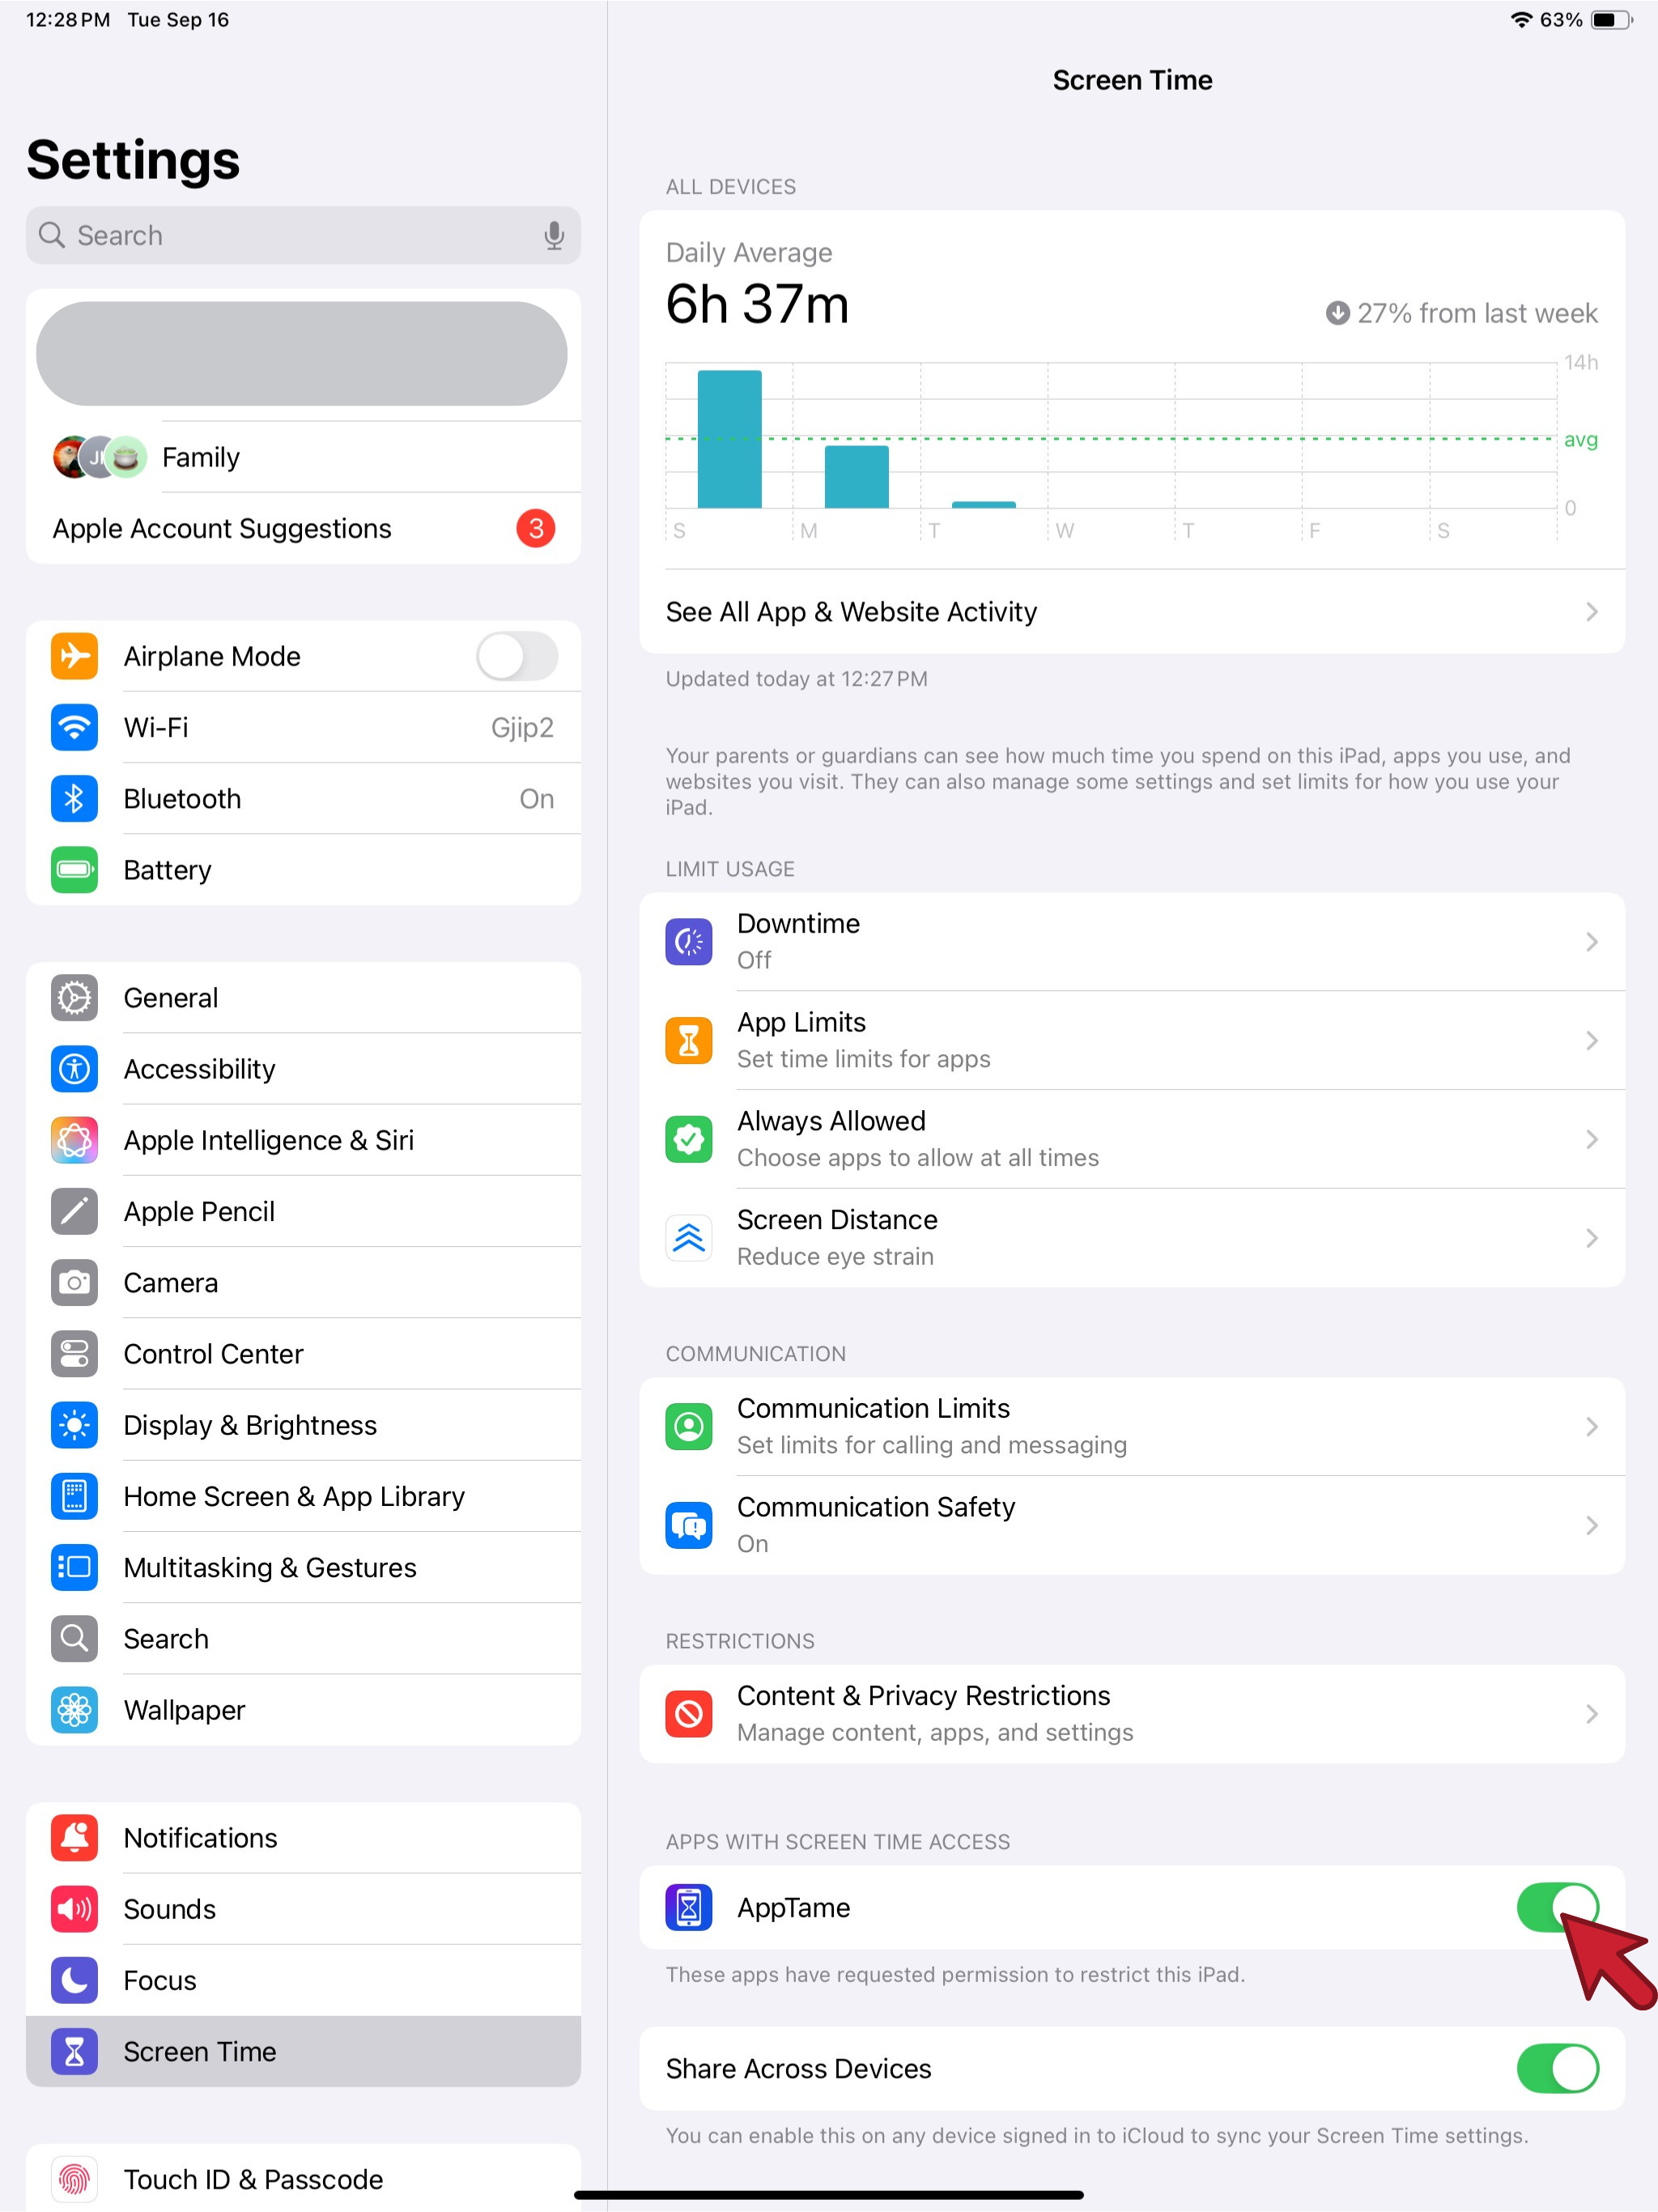 12:28 PM Tue Sep 16
63%
Settings
Search
Family
Apple Account Suggestions
3
Airplane Mode
Wi-Fi
Gjip2
Bluetooth
On
Battery
General
Accessibility
Apple Intelligence & Siri
Apple Pencil
Camera
Control Center
Display & Brightness
Home Screen & App Library
Multitasking & Gestures
Search
Wallpaper
Notifications
Sounds
Focus
Screen Time
Touch ID & Passcode
Screen Time
ALL DEVICES
Daily Average
6h 37m
27% from last week
14h
avg
0
S M T W T F S
See All App & Website Activity
Updated today at 12:27 PM
Your parents or guardians can see how much time you spend on this iPad, apps you use, and
websites you visit. They can also manage some settings and set limits for how you use your
iPad.
LIMIT USAGE
Downtime
Off
App Limits
Set time limits for apps
Always Allowed
Choose apps to allow at all times
Screen Distance
Reduce eye strain
COMMUNICATION
Communication Limits
Set limits for calling and messaging
Communication Safety
On
RESTRICTIONS
Content & Privacy Restrictions
Manage content, apps, and settings
APPS WITH SCREEN TIME ACCESS
AppTame
These apps have requested permission to restrict this iPad.
Share Across Devices
You can enable this on any device signed in to iCloud to sync your Screen Time settings.